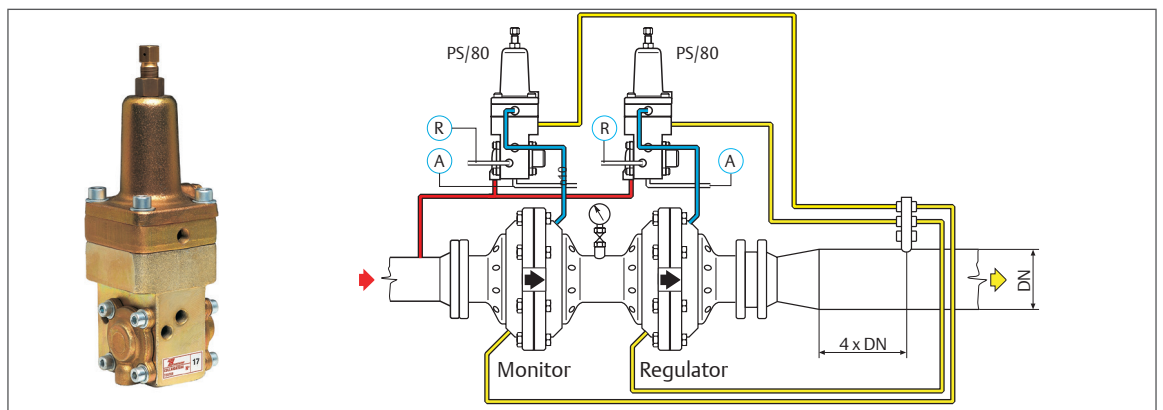 PS/80
PS/80
R
R
A
A
Monitor
Regulator
4 x DN
DN
17